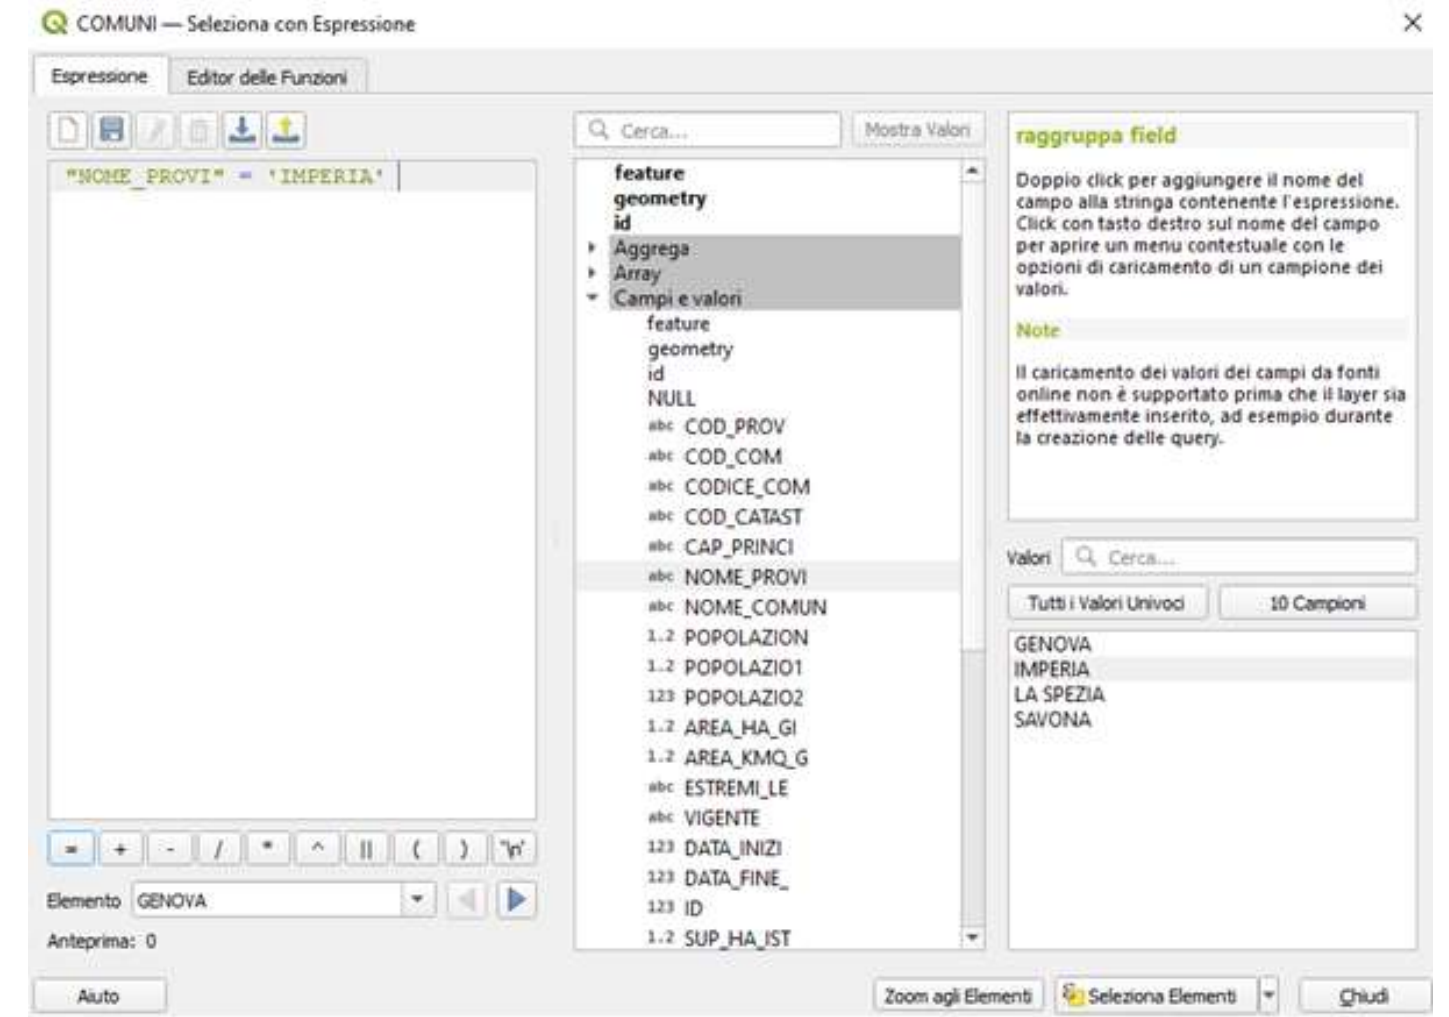 COMUNI — Seleziona con Espressione
Espressione
Editor delle Funzioni
"NOME_PROVI" = 'IMPERIA'
= + - / * ^ || ( ) '\n'
Elemento GENOVA
Anteprima: 0
Cerca...
Mostra Valori
feature
geometry
id
Aggrega
Array
Campi e valori
feature
geometry
id
NULL
abc COD_PROV
abc COD_COM
abc CODICE_COM
abc COD_CATAST
abc CAP_PRINCI
abc NOME_PROVI
abc NOME_COMUN
1.2 POPOLAZION
1.2 POPOLAZIO1
123 POPOLAZIO2
1.2 AREA_HA_GI
1.2 AREA_KMQ_G
abc ESTREMI_LE
abc VIGENTE
123 DATA_INIZI
123 DATA_FINE_
123 ID
1.2 SUP_HA_IST
raggruppa field
Doppio click per aggiungere il nome del
campo alla stringa contenente l'espressione.
Click con tasto destro sul nome del campo
per aprire un menu contestuale con le
opzioni di caricamento di un campione dei
valori.
Note
Il caricamento dei valori dei campi da fonti
online non è supportato prima che il layer sia
effettivamente inserito, ad esempio durante
la creazione delle query.
Valori Cerca...
Tutti i Valori Univoci
10 Campioni
GENOVA
IMPERIA
LA SPEZIA
SAVONA
Aiuto
Zoom agli Elementi
Seleziona Elementi
Chiudi